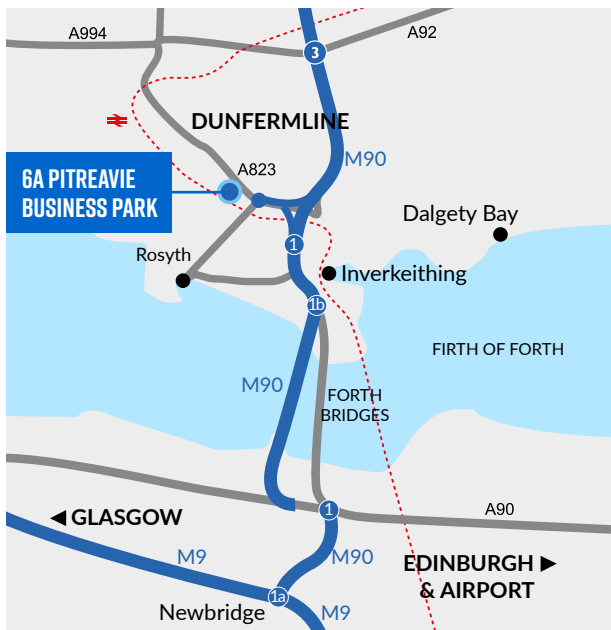 A994
A92
3
DUNFERMLINE
M90
A823
6A PITREAVIE
BUSINESS PARK
Dalgety Bay
1
Rosyth
Inverkeithing
1b
FIRTH OF FORTH
M90
FORTH
BRIDGES
A90
1
GLASGOW
M9
M90
EDINBURGH
& AIRPORT
1a
Newbridge
M9